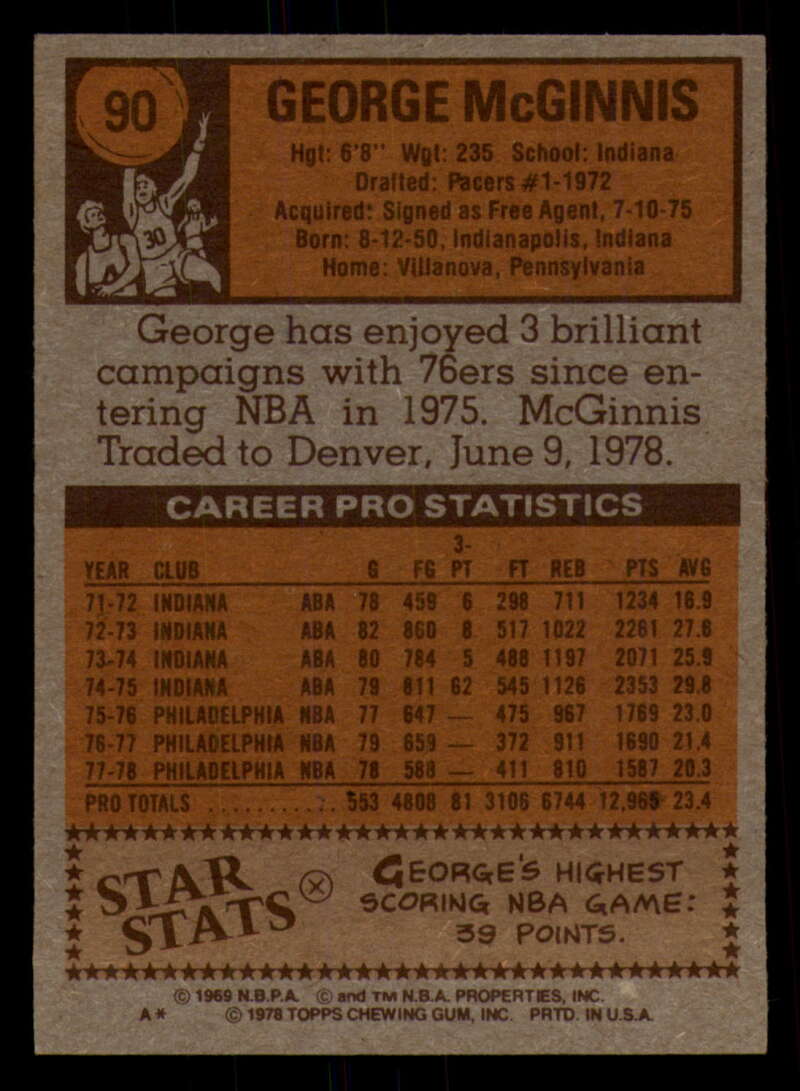 90
GEORGE McGINNIS
Hgt: 6'8" Wgt: 235 School: Indiana
Drafted: Pacers #1-1972
Acquired: Signed as Free Agent, 7-10-75
Born: 8-12-50, Indianapolis, Indiana
Home: Villanova, Pennsylvania
30
George has enjoyed 3 brilliant
campaigns with 76ers since en-
tering NBA in 1975. McGinnis
Traded to Denver, June 9, 1978.
CAREER PRO STATISTICS
YEAR CLUB G FG 3-PT FT REB PTS AVG
71-72 INDIANA ABA 78 459 6 298 711 1234 16.9
72-73 INDIANA ABA 82 860 8 517 1022 2261 27.6
73-74 INDIANA ABA 80 784 5 488 1197 2071 25.9
74-75 INDIANA ABA 79 811 62 545 1126 2353 29.8
75-76 PHILADELPHIA NBA 77 647 — 475 967 1769 23.0
76-77 PHILADELPHIA NBA 79 659 — 372 911 1690 21.4
77-78 PHILADELPHIA NBA 78 588 — 411 810 1587 20.3
PRO TOTALS .......... 553 4808 81 3106 6744 12,965 23.4
STAR
STATS
GEORGE'S HIGHEST
SCORING NBA GAME:
39 POINTS.
© 1969 N.B.P.A. © and TM N.B.A. PROPERTIES, INC.
A* © 1978 TOPPS CHEWING GUM, INC. PRTD. IN U.S.A.